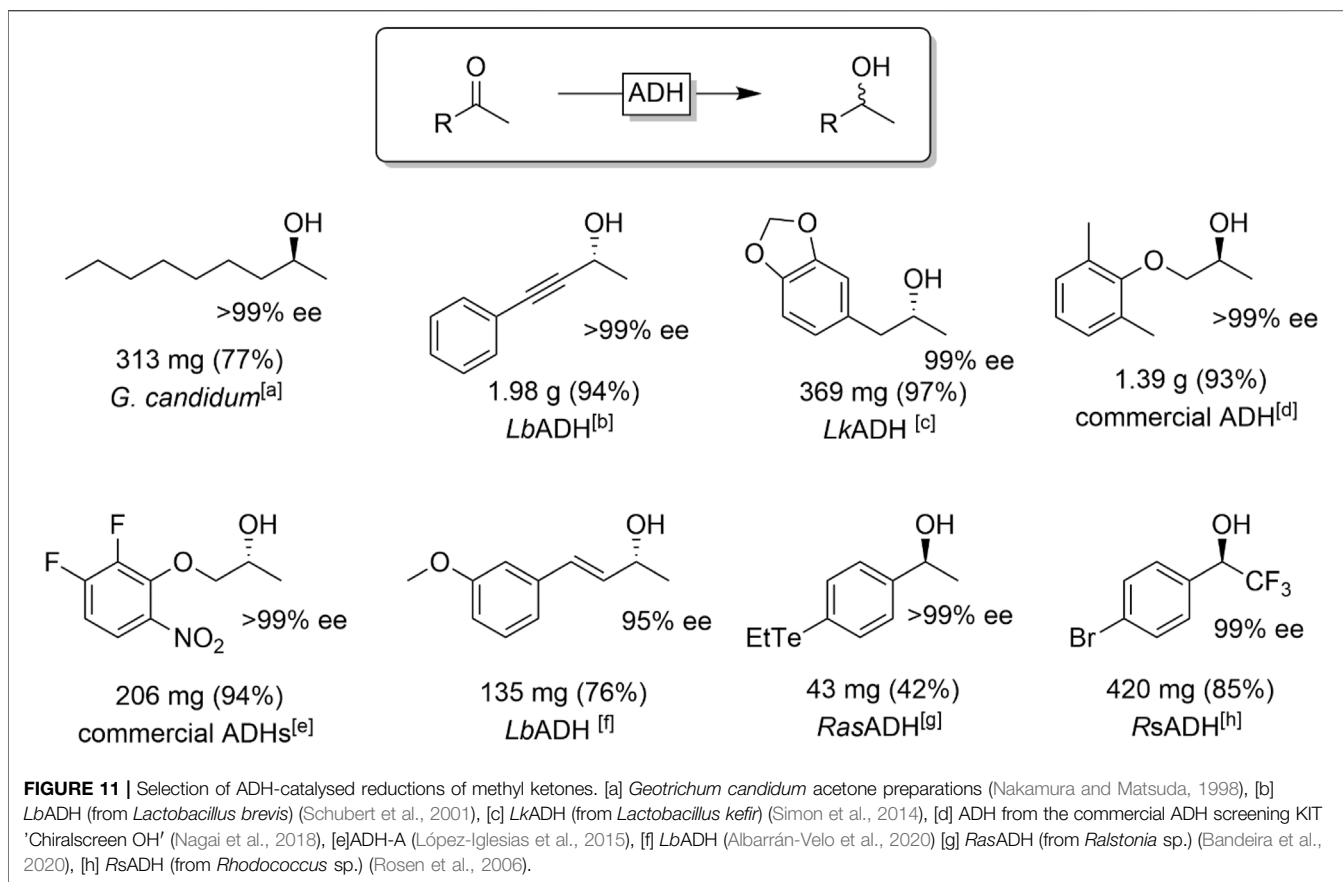 O
R
ADH
OH
R
OH
>99% ee
313 mg (77%)
G. candidum[a]
OH
>99% ee
1.98 g (94%)
LbADH[b]
O
O
OH
99% ee
369 mg (97%)
LkADH [c]
O
OH
>99% ee
1.39 g (93%)
commercial ADH[d]
F
F
O
OH
NO2
>99% ee
206 mg (94%)
commercial ADHs[e]
O
OH
95% ee
135 mg (76%)
LbADH [f]
OH
EtTe
>99% ee
43 mg (42%)
RasADH[g]
OH
CF3
Br
99% ee
420 mg (85%)
RsADH[h]
FIGURE 11 | Selection of ADH-catalysed reductions of methyl ketones. [a] Geotrichum candidum acetone preparations (Nakamura and Matsuda, 1998), [b]
LbADH (from Lactobacillus brevis) (Schubert et al., 2001), [c] LkADH (from Lactobacillus kefir) (Simon et al., 2014), [d] ADH from the commercial ADH screening KIT
'Chiralscreen OH′ (Nagai et al., 2018), [e]ADH-A (López-Iglesias et al., 2015), [f] LbADH (Albarrán-Velo et al., 2020) [g] RasADH (from Ralstonia sp.) (Bandeira et al.,
2020), [h] RsADH (from Rhodococcus sp.) (Rosen et al., 2006).